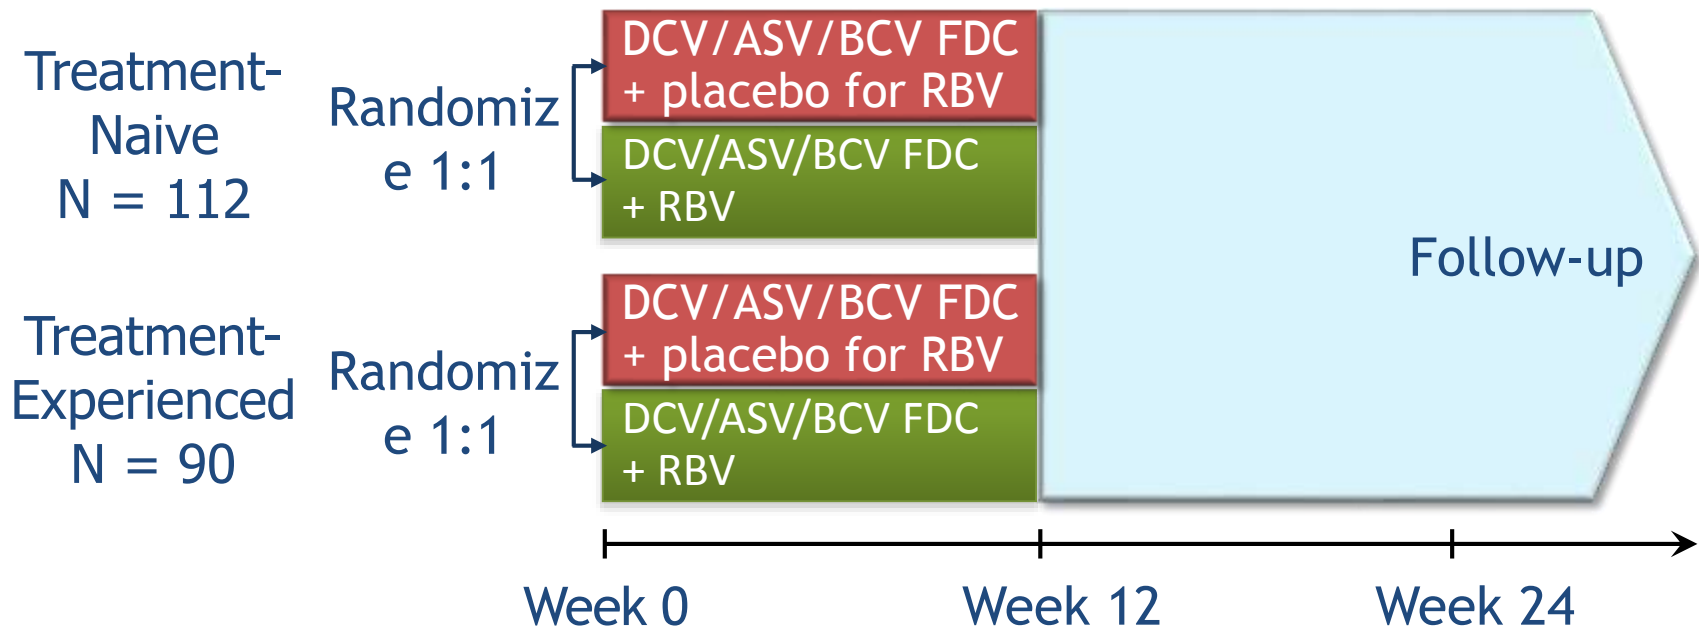 Treatment-
Naive
N = 112
Randomiz
e 1:1
DCV/ASV/BCV FDC
+ placebo for RBV
DCV/ASV/BCV FDC
+ RBV
Treatment-
Experienced
N = 90
Randomiz
e 1:1
DCV/ASV/BCV FDC
+ placebo for RBV
DCV/ASV/BCV FDC
+ RBV
Follow-up
Week 0
Week 12
Week 24